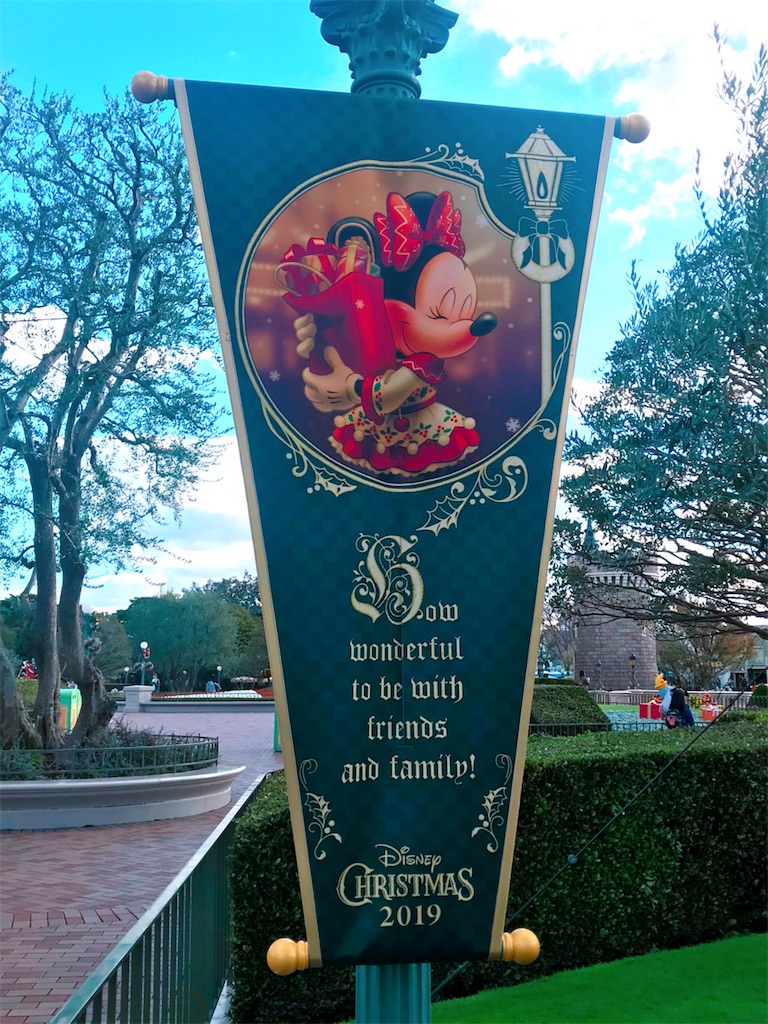 How
wonderful
to be with
friends
and family!
Disney
CHRISTMAS
2019